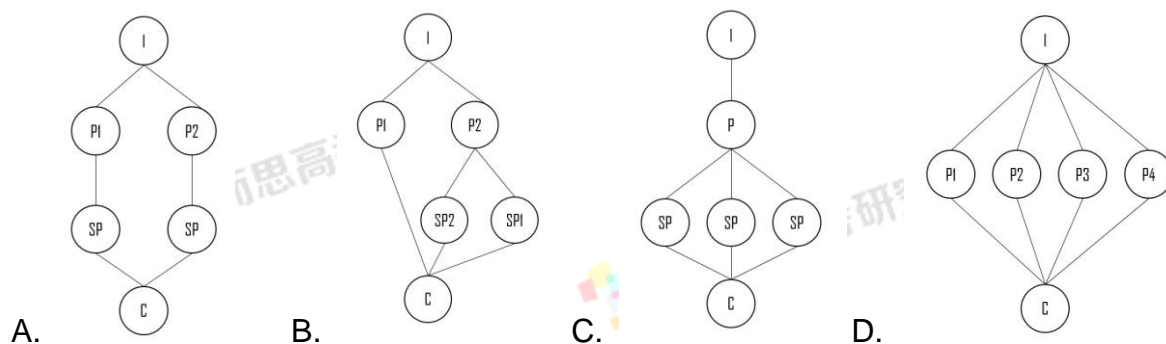 I I I I
P1 P2 P1 P2 P P1 P2 P3 P4
SP SP SP2 SP1 SP SP SP
C C C C
A. B. C. D.